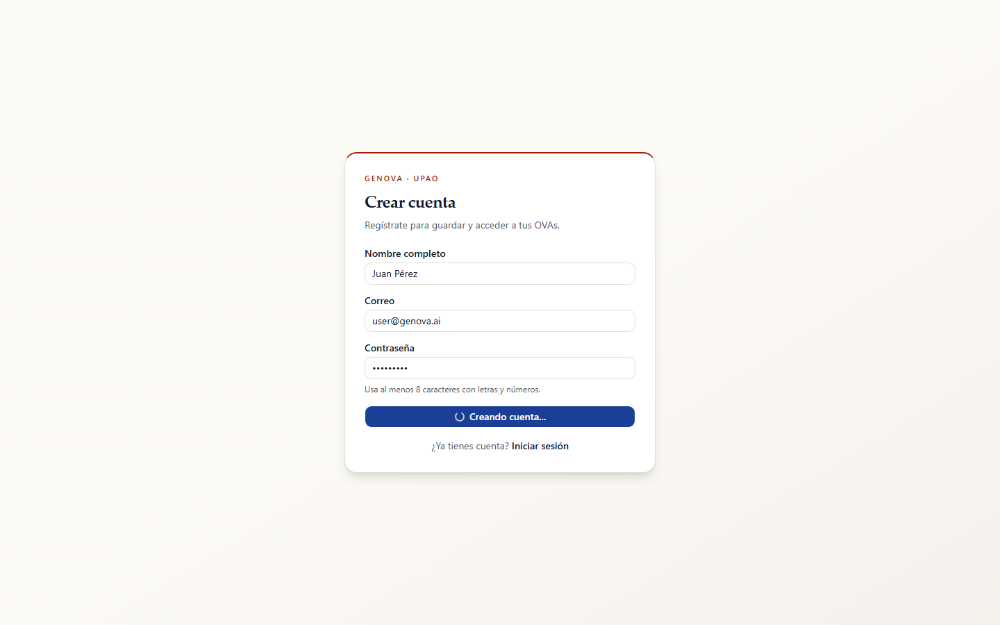 GENOVA · UPAO
Crear cuenta
Regístrate para guardar y acceder a tus OVAs.
Nombre completo
Juan Pérez
Correo
user@genova.ai
Contraseña
•••••••••
Usa al menos 8 caracteres con letras y números.
Creando cuenta...
¿Ya tienes cuenta? Iniciar sesión